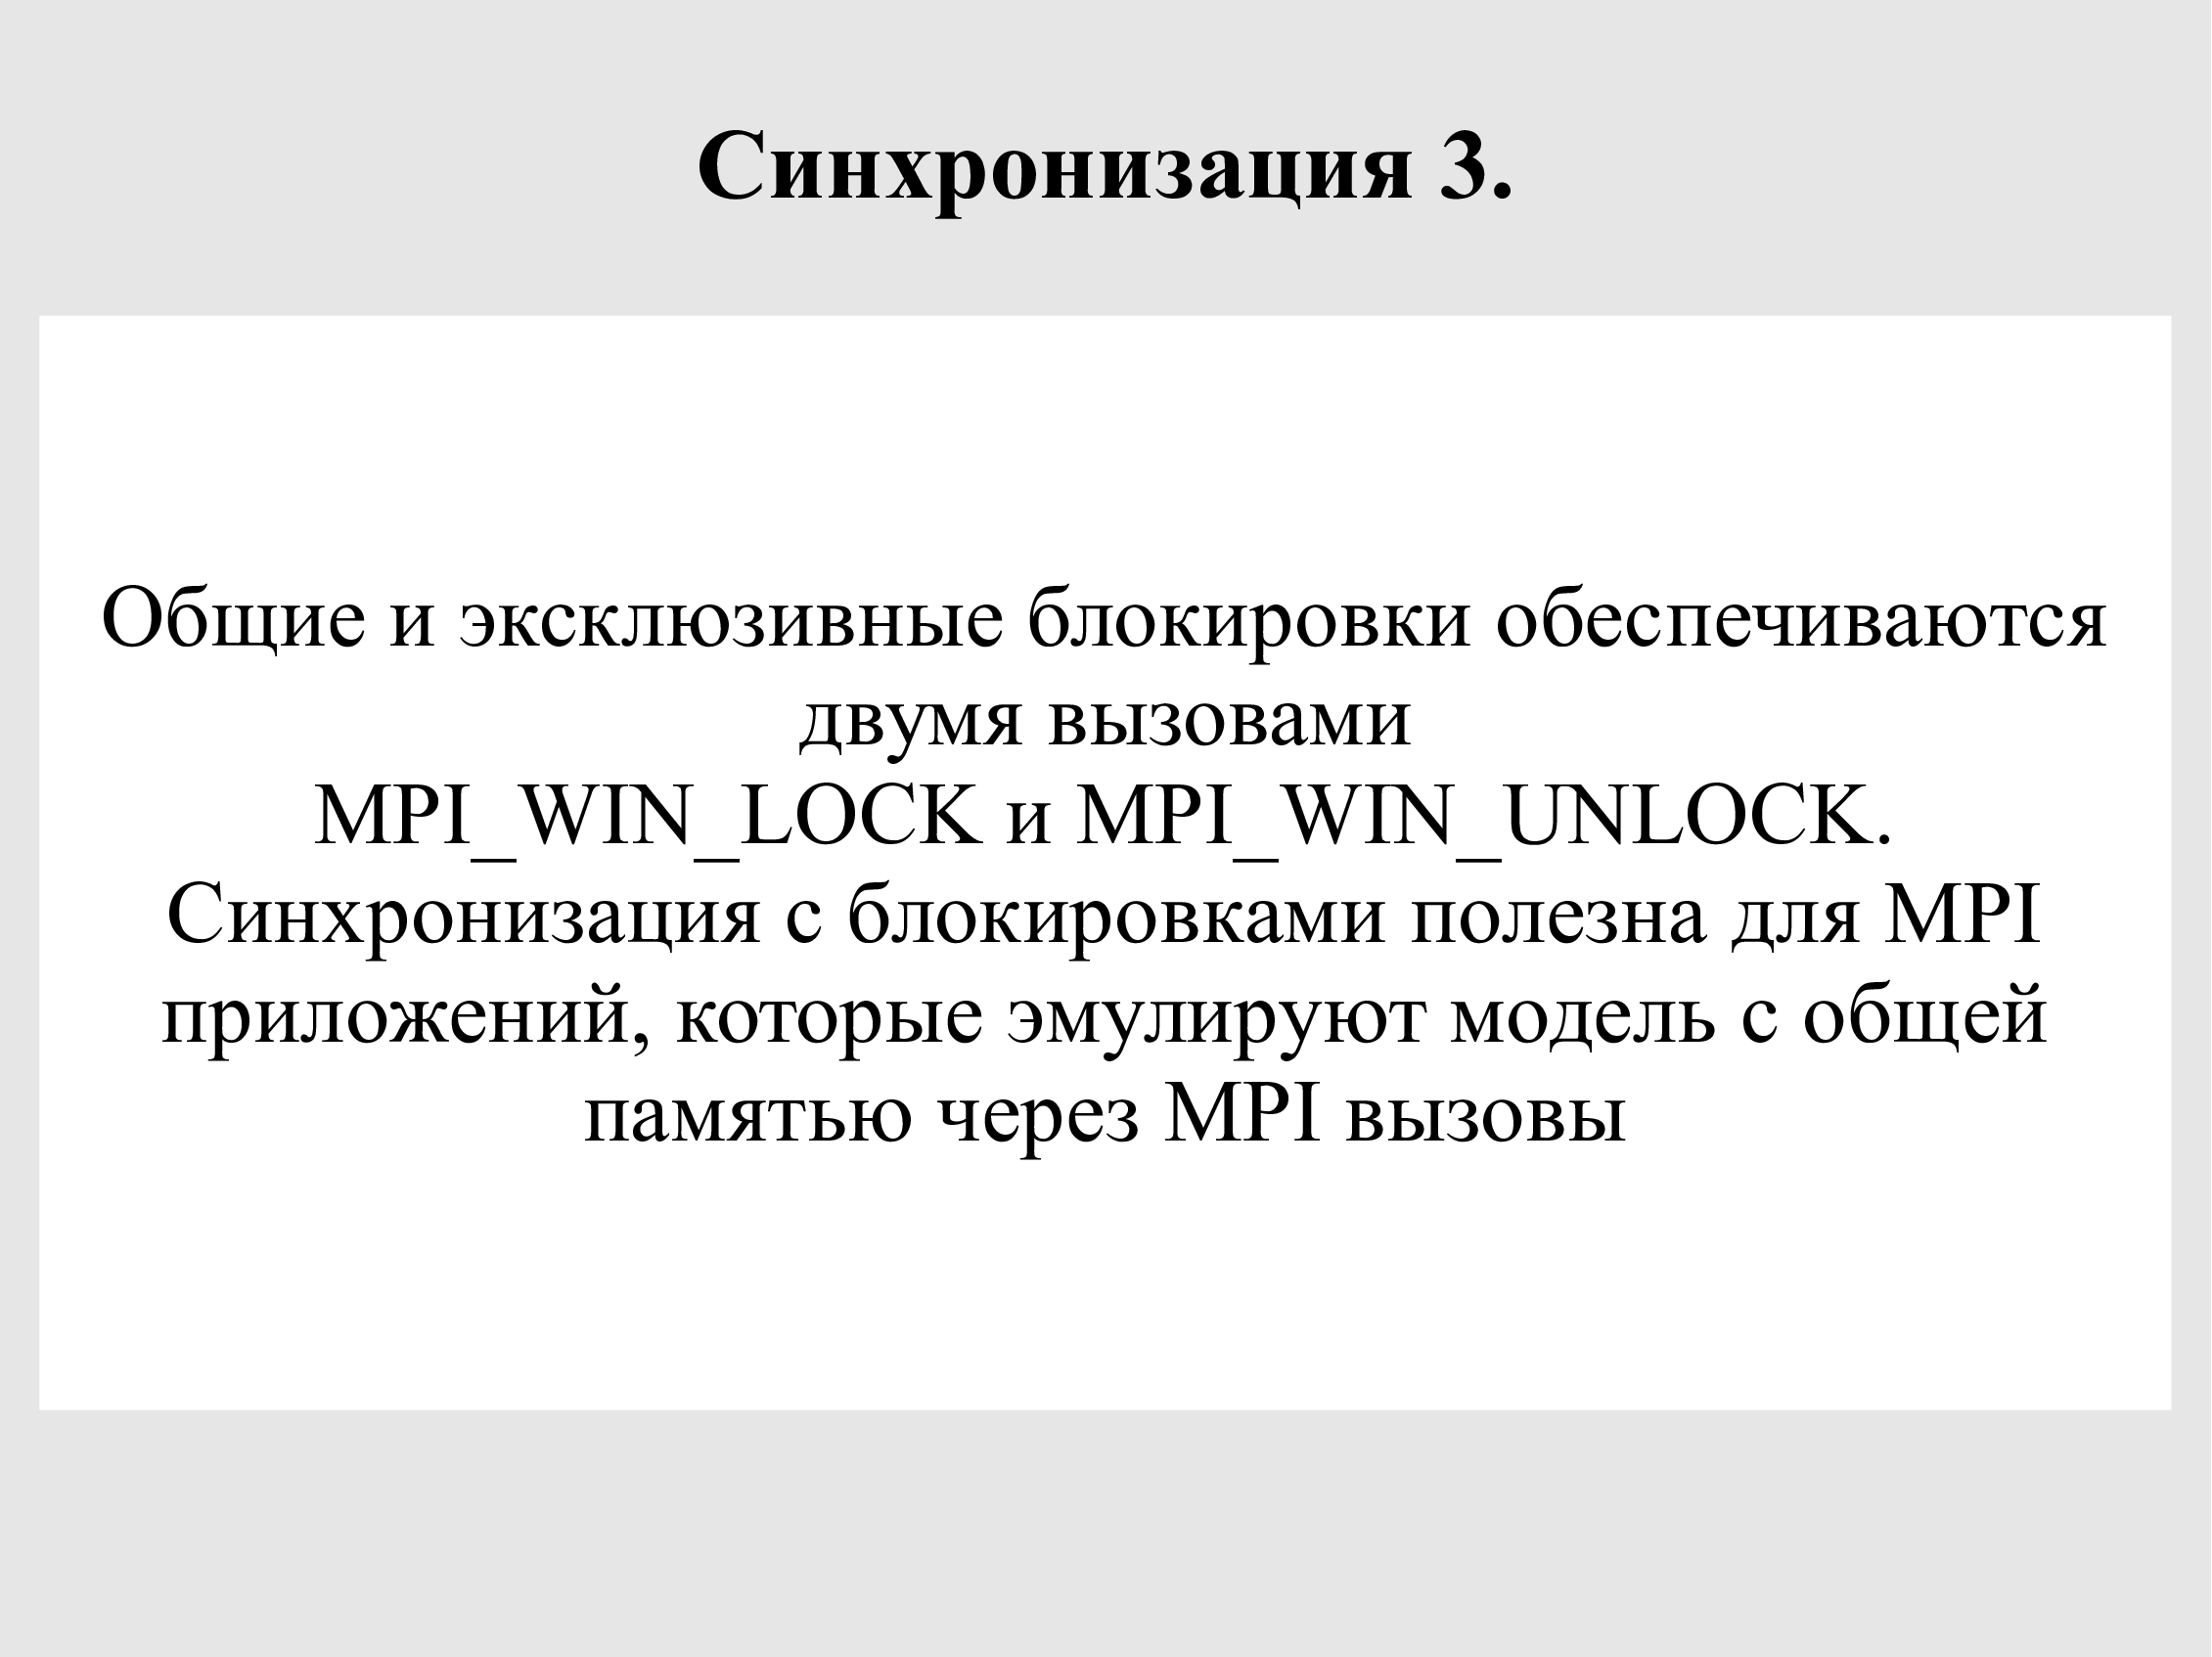 Синхронизация 3.
Общие и эксклюзивные блокировки обеспечиваются
двумя вызовами
MPI_WIN_LOCK и MPI_WIN_UNLOCK.
Синхронизация с блокировками полезна для MPI
приложений, которые эмулируют модель с общей
памятью через MPI вызовы